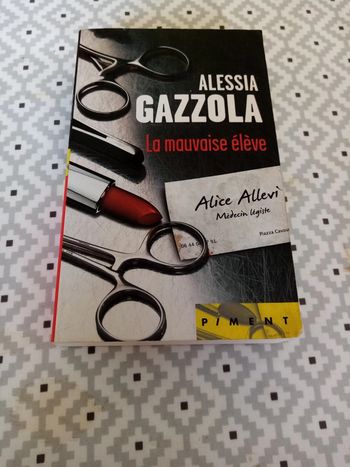 ALESSIA
GAZZOLA
La mauvaise élève
Alice Allevi
Médecin légiste
PIMENT